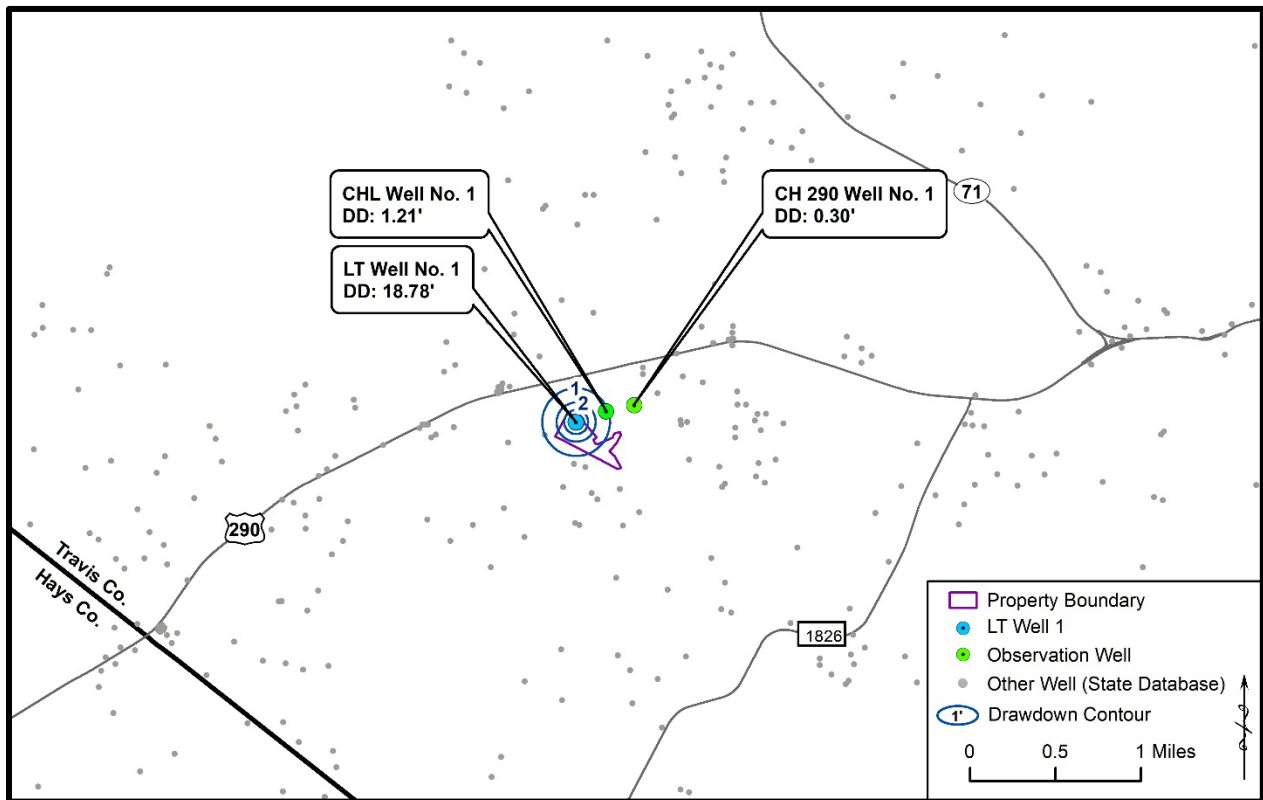 CHL Well No. 1
DD: 1.21'
LT Well No. 1
DD: 18.78'
CH 290 Well No. 1
DD: 0.30'
71
1
2
290
Travis Co.
Hays Co.
1826
Property Boundary
LT Well 1
Observation Well
Other Well (State Database)
1' Drawdown Contour
0 0.5 1 Miles